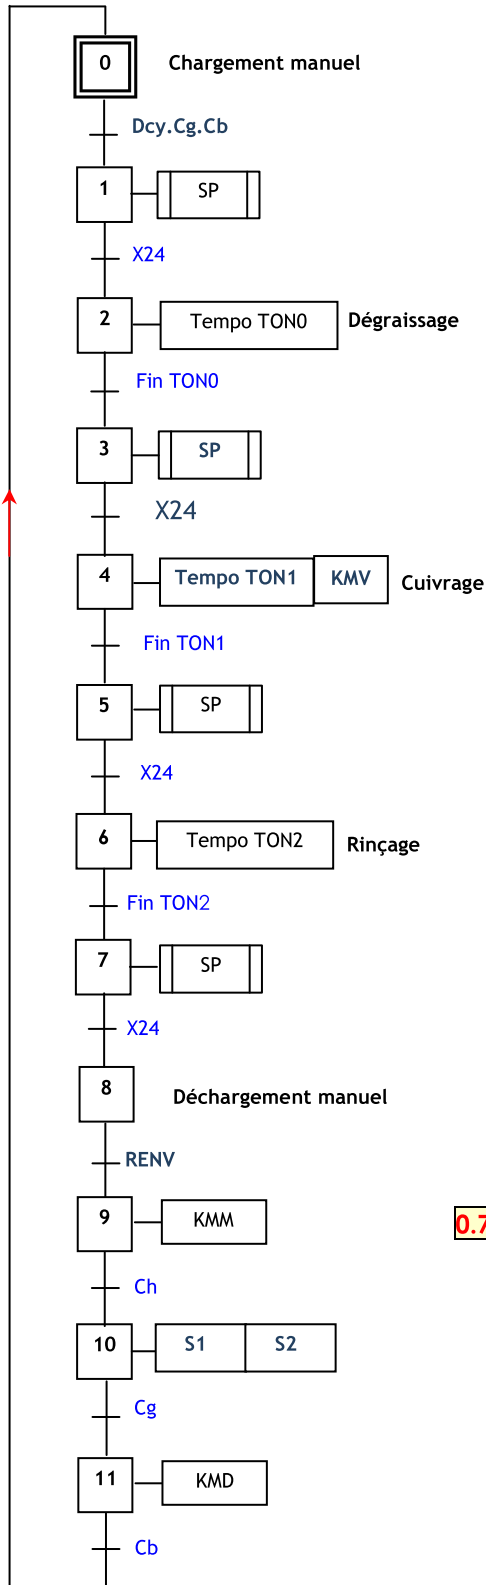 0 Chargement manuel
Dcy.Cg.Cb
1 SP
X24
2 Tempo TON0 Dégraissage
Fin TON0
3 SP
X24
4 Tempo TON1 KMV Cuivrage
Fin TON1
5 SP
X24
6 Tempo TON2 Rinçage
Fin TON2
7 SP
X24
8 Déchargement manuel
RENV
9 KMM 0.7
Ch
10 S1 S2
Cg
11 KMD
Cb